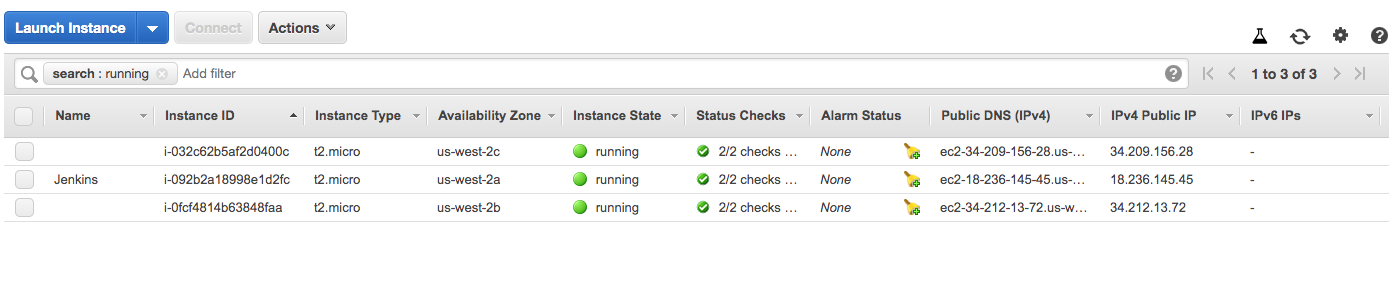 Launch Instance Connect Actions
search : running Add filter 1 to 3 of 3
Name Instance ID Instance Type Availability Zone Instance State Status Checks Alarm Status Public DNS (IPv4) IPv4 Public IP IPv6 IPs
i-032c62b5af2d0400c t2.micro us-west-2c running 2/2 checks ... None ec2-34-209-156-28.us-... 34.209.156.28 -
Jenkins i-092b2a18998e1d2fc t2.micro us-west-2a running 2/2 checks ... None ec2-18-236-145-45.us-... 18.236.145.45 -
i-0fcf4814b63848faa t2.micro us-west-2b running 2/2 checks ... None ec2-34-212-13-72.us-w... 34.212.13.72 -